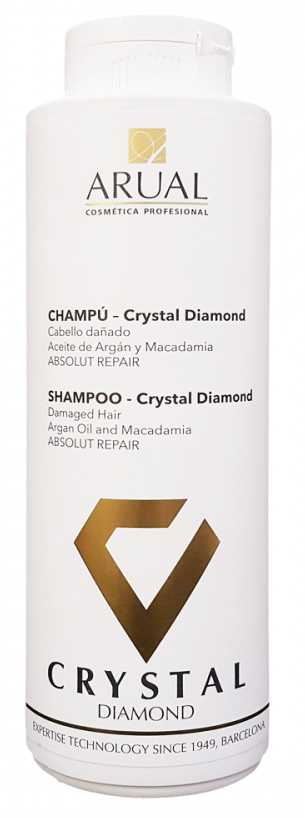 ARUAL
COSMÉTICA PROFESIONAL
CHAMPÚ – Crystal Diamond
Cabello dañado
Aceite de Argán y Macadamia
ABSOLUT REPAIR
SHAMPOO - Crystal Diamond
Damaged Hair
Argan Oil and Macadamia
ABSOLUT REPAIR
CRYSTAL
DIAMOND
EXPERTISE TECHNOLOGY SINCE 1949, BARCELONA.